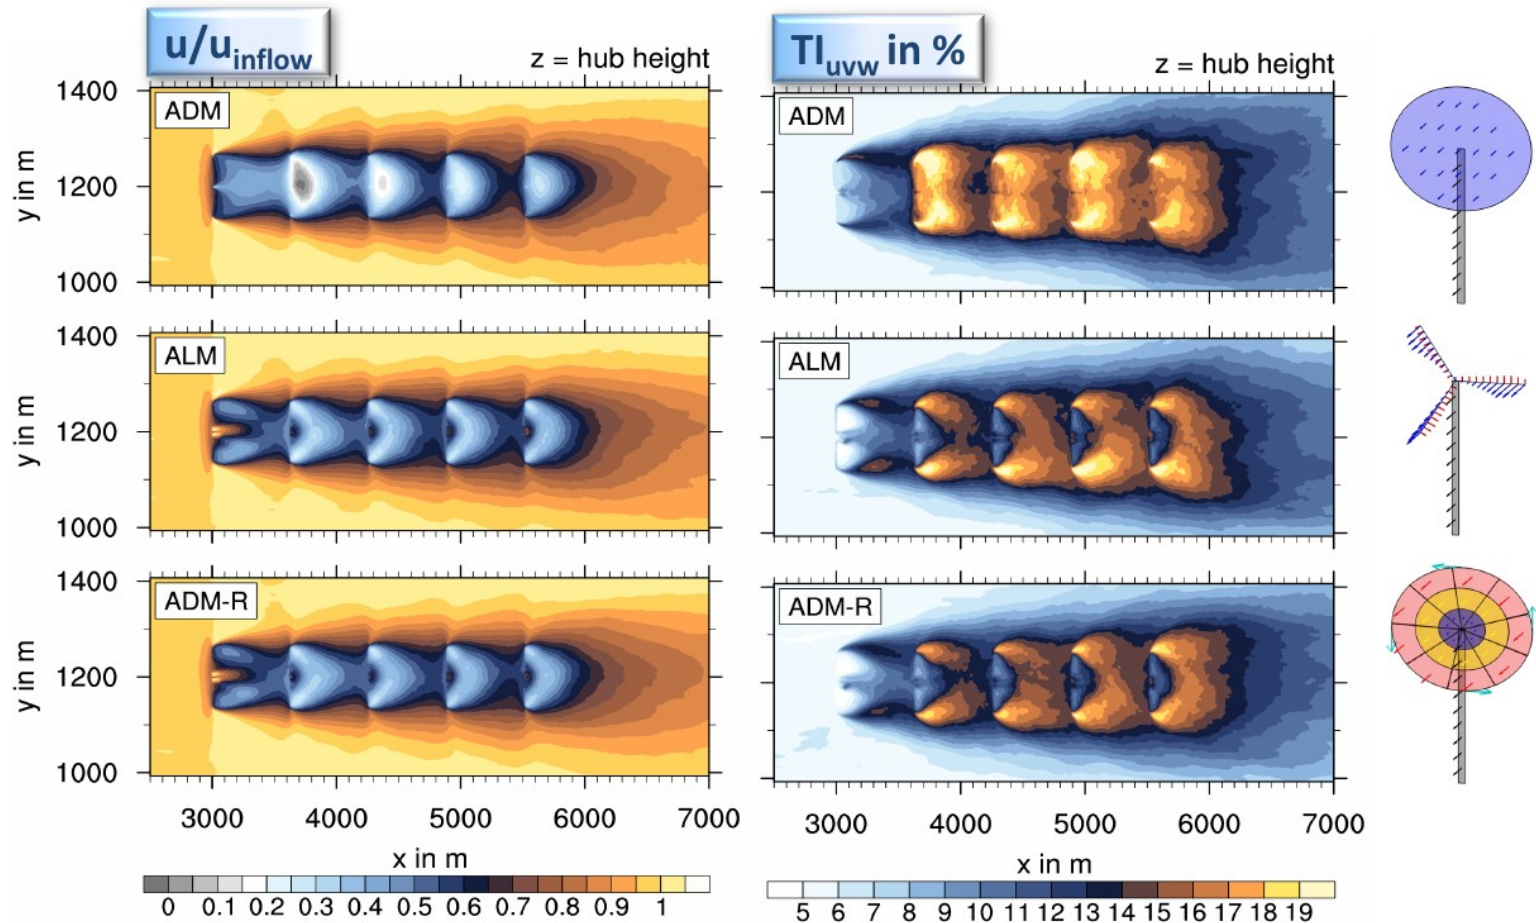 u/u_inflow
TI_uvw in %
z = hub height
z = hub height
1400
ADM
y in m
1200
1000
ADM
1400
ALM
y in m
1200
1000
ALM
1400
ADM-R
y in m
1200
1000
ADM-R
3000 4000 5000 6000 7000
x in m
3000 4000 5000 6000 7000
x in m
0 0.1 0.2 0.3 0.4 0.5 0.6 0.7 0.8 0.9 1
5 6 7 8 9 10 11 12 13 14 15 16 17 18 19